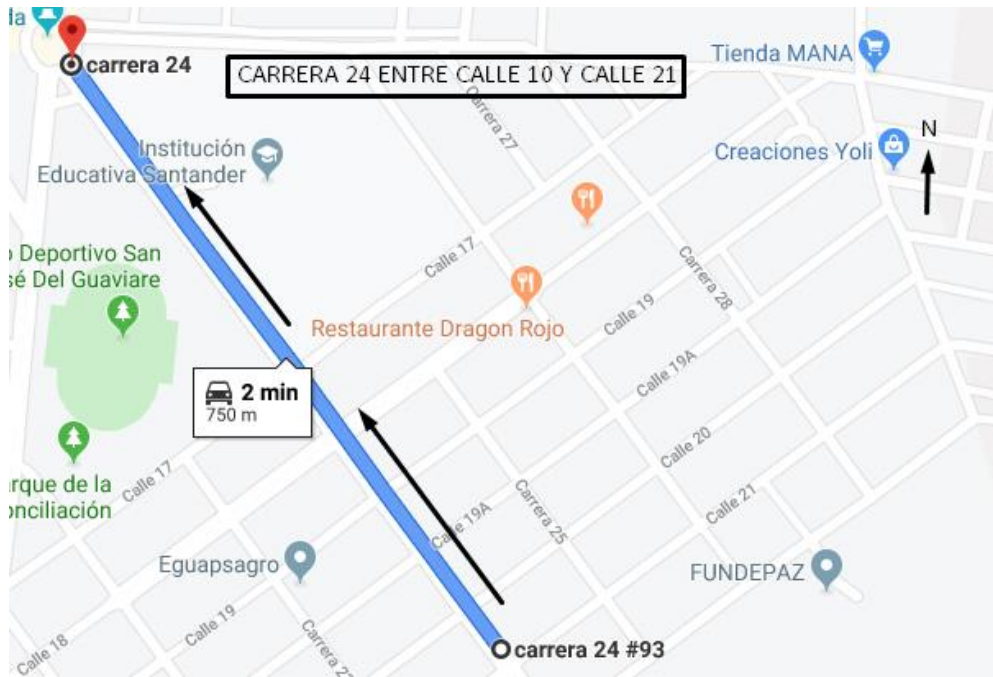 da
carrera 24
CARRERA 24 ENTRE CALLE 10 Y CALLE 21
Tienda MANA
Carrera 27
N
Institución
Educativa Santander
Creaciones Yoli
o Deportivo San
sé Del Guaviare
Calle 17
Carrera 28
Calle 19
Restaurante Dragon Rojo
Calle 19A
2 min
750 m
Calle 20
Calle 17
rque de la
onciliación
Calle 21
Carrera 25
Calle 19A
Eguapsagro
FUNDEPAZ
Calle 19
Calle 18
carrera 24 #93